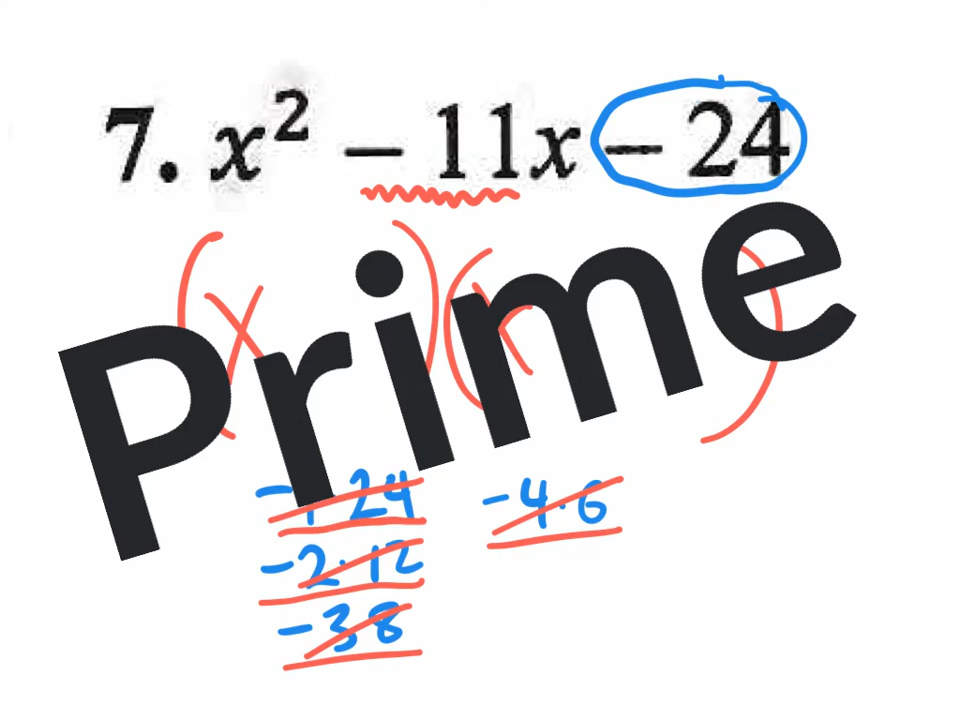 7. x² – 11x – 24
(x )(x )
Prime
-1·24 -4·6
-2·12
-3 8